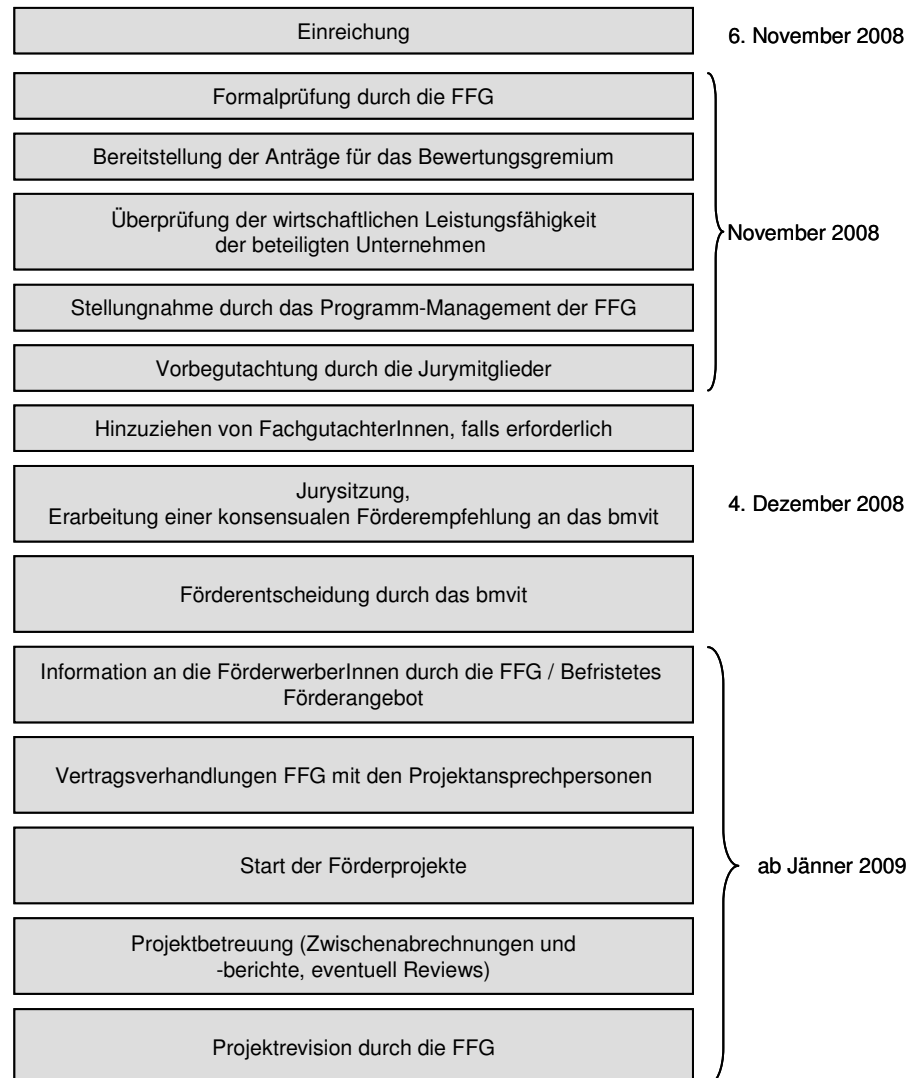 Einreichung
6. November 2008
Formalprüfung durch die FFG
Bereitstellung der Anträge für das Bewertungsgremium
Überprüfung der wirtschaftlichen Leistungsfähigkeit
der beteiligten Unternehmen
November 2008
Stellungnahme durch das Programm-Management der FFG
Vorbegutachtung durch die Jurymitglieder
Hinzuziehen von FachgutachterInnen, falls erforderlich
Jurysitzung,
Erarbeitung einer konsensualen Förderempfehlung an das bmvit
4. Dezember 2008
Förderentscheidung durch das bmvit
Information an die FörderwerberInnen durch die FFG / Befristetes
Förderangebot
Vertragsverhandlungen FFG mit den Projektansprechpersonen
Start der Förderprojekte
ab Jänner 2009
Projektbetreuung (Zwischenabrechnungen und
-berichte, eventuell Reviews)
Projektrevision durch die FFG